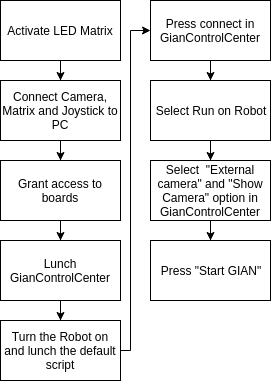 Activate LED Matrix
Connect Camera,
Matrix and Joystick to
PC
Grant access to
boards
Lunch
GianControlCenter
Turn the Robot on
and lunch the default
script
Press connect in
GianControlCenter
Select Run on Robot
Select  "External
camera" and "Show
Camera" option in
GianControlCenter
Press "Start GIAN"